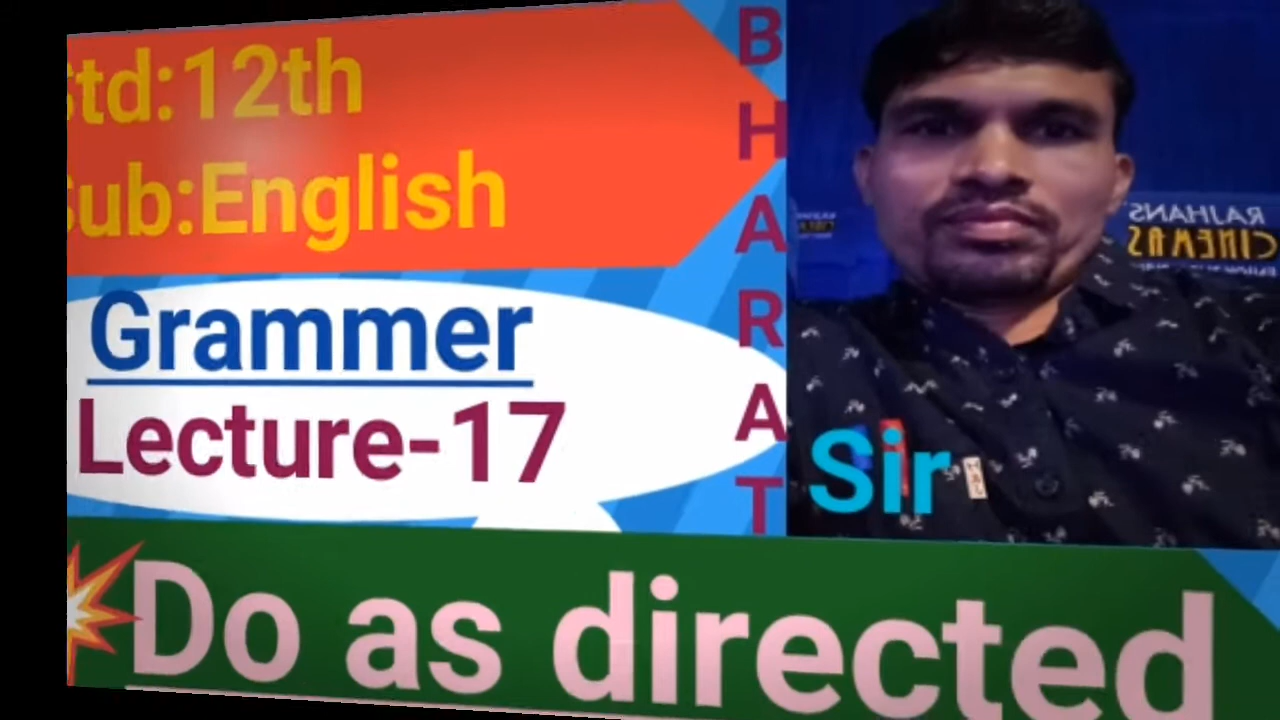 Std:12th
Sub:English
Grammer
Lecture-17
BHARAT
Sir
RAJHANS
CINEMAS
Do as directed